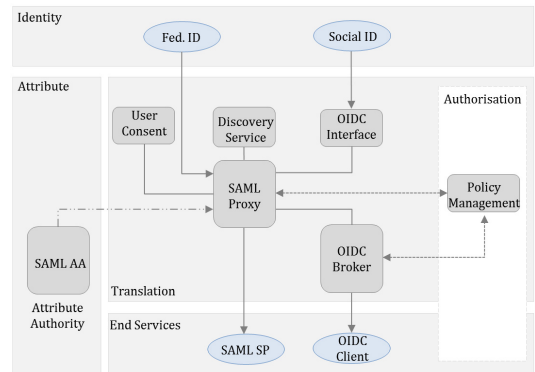 Identity
Fed. ID
Social ID
Attribute
Authorisation
User
Consent
Discovery
Service
OIDC
Interface
SAML
Proxy
Policy
Management
SAML AA
OIDC
Broker
Attribute
Authority
Translation
End Services
SAML SP
OIDC
Client